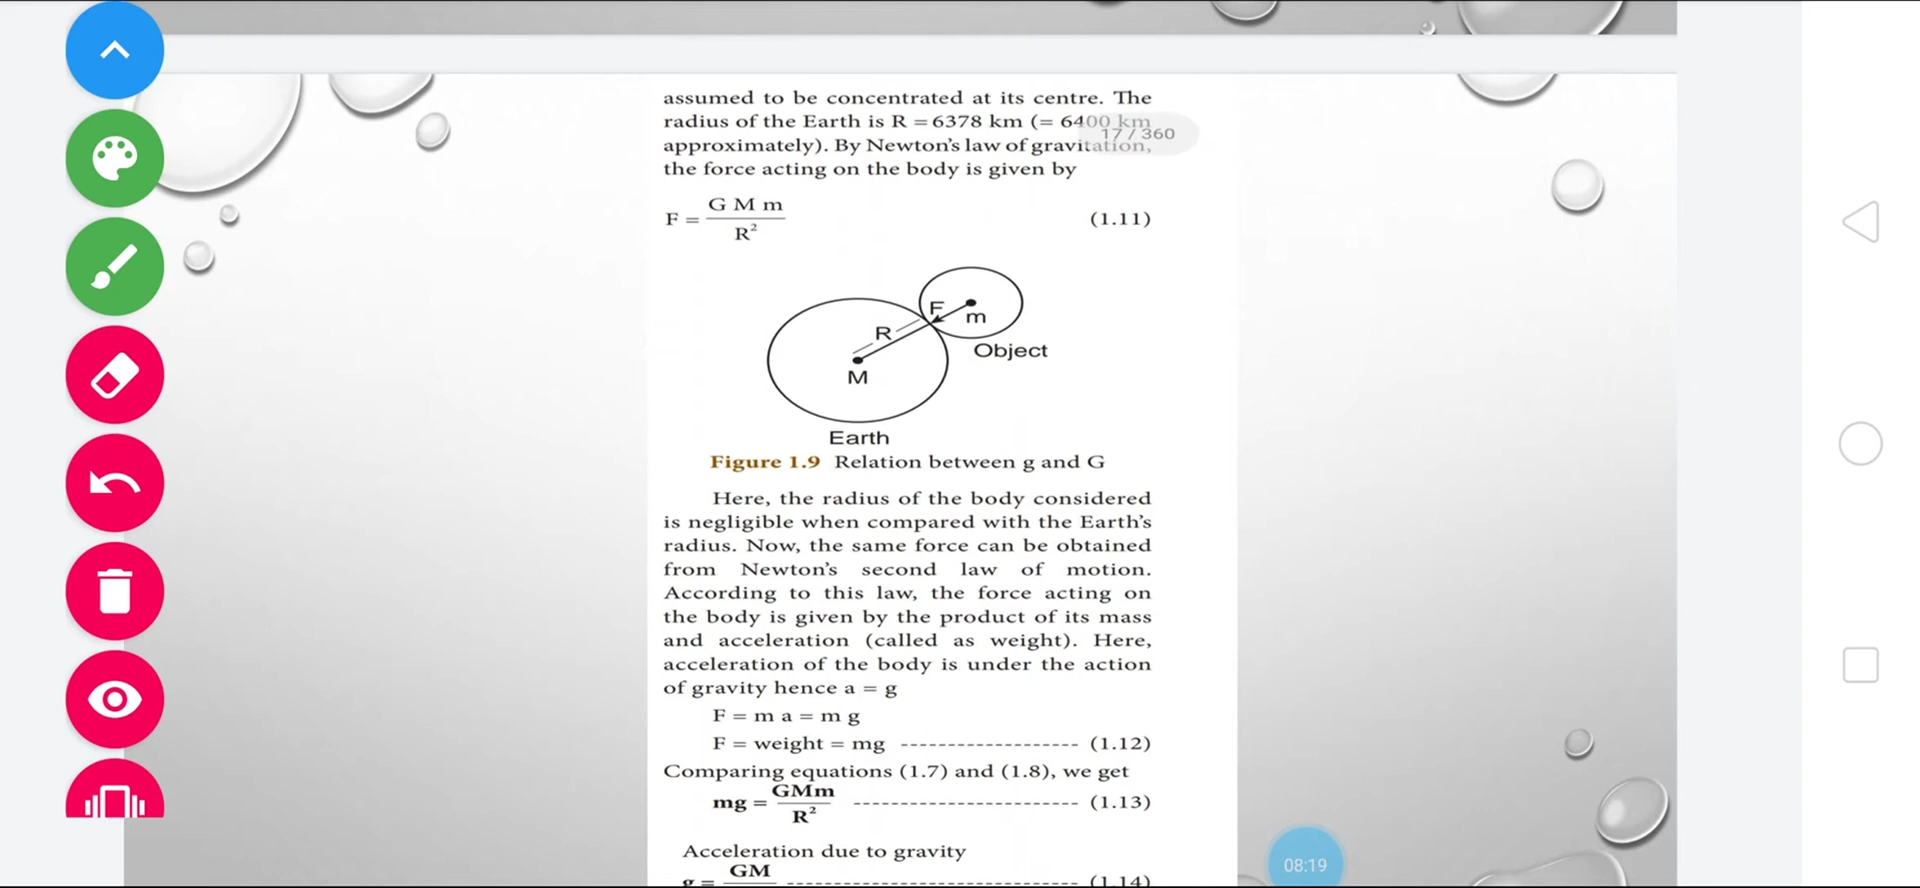 assumed to be concentrated at its centre. The
radius of the Earth is R = 6378 km (= 6400 km
17 / 360
approximately). By Newton's law of gravitation,
the force acting on the body is given by
F = G M m / R² (1.11)
F
m
R
Object
M
Earth
Figure 1.9 Relation between g and G
Here, the radius of the body considered
is negligible when compared with the Earth's
radius. Now, the same force can be obtained
from Newton's second law of motion.
According to this law, the force acting on
the body is given by the product of its mass
and acceleration (called as weight). Here,
acceleration of the body is under the action
of gravity hence a = g
F = m a = m g
F = weight = mg ------------------- (1.12)
Comparing equations (1.7) and (1.8), we get
mg = GMm / R² ------------------------ (1.13)
Acceleration due to gravity
g = GM ------------------------------- (1.14)
08:19